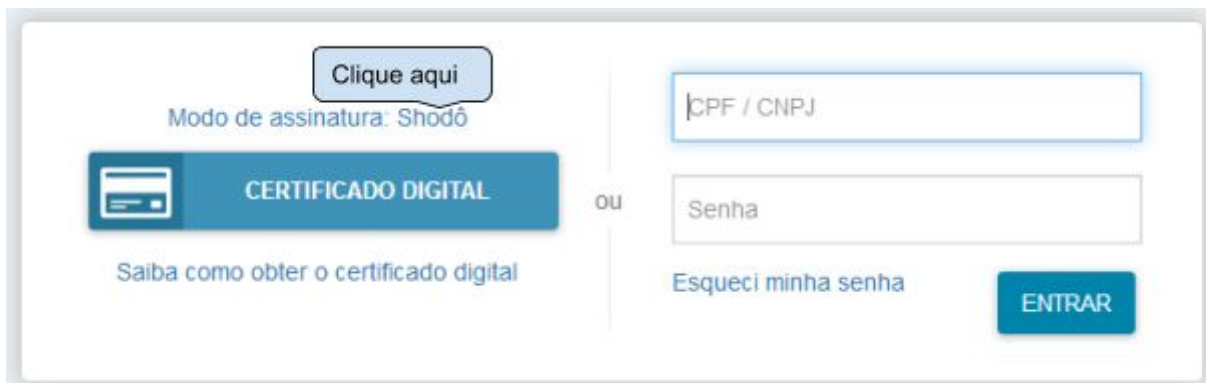 Clique aqui
Modo de assinatura: Shodô
CERTIFICADO DIGITAL
Saiba como obter o certificado digital
ou
CPF / CNPJ
Senha
Esqueci minha senha
ENTRAR